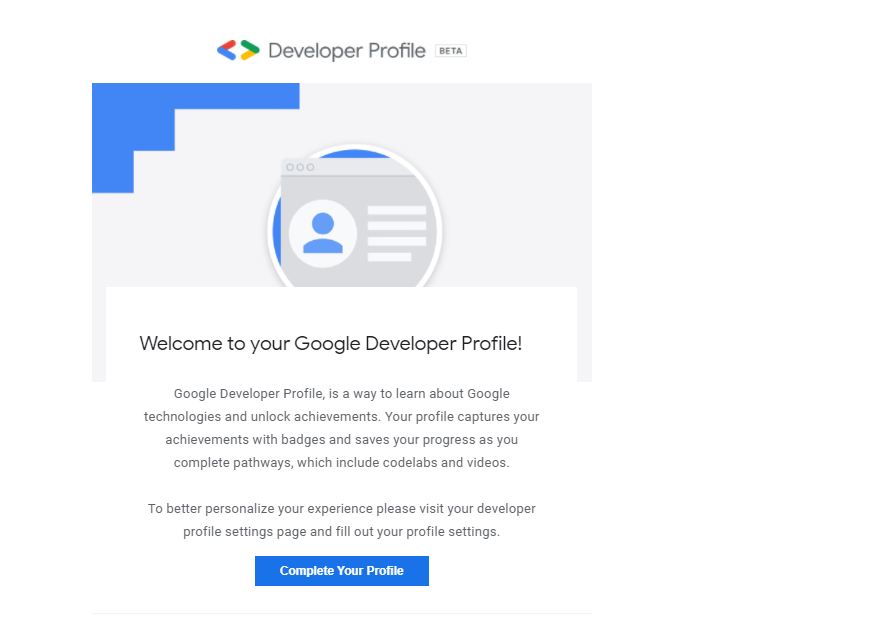 Developer Profile BETA
Welcome to your Google Developer Profile!
Google Developer Profile, is a way to learn about Google
technologies and unlock achievements. Your profile captures your
achievements with badges and saves your progress as you
complete pathways, which include codelabs and videos.
To better personalize your experience please visit your developer
profile settings page and fill out your profile settings.
Complete Your Profile